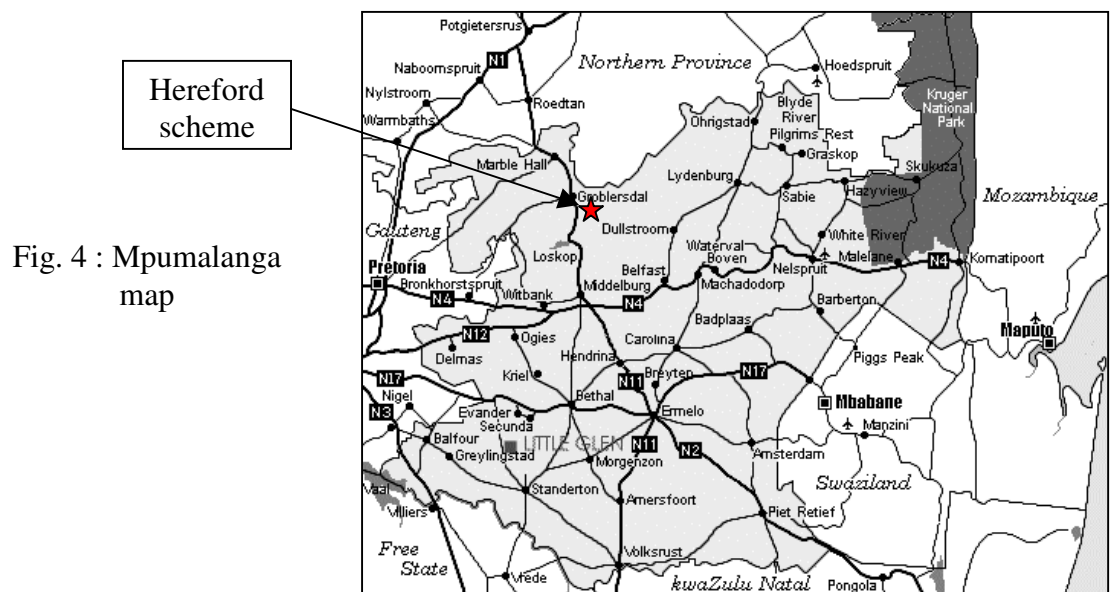 Hereford
scheme
Fig. 4 : Mpumalanga
map
Potgietersrus
N1
Northern Province
Hoedspruit
Naboomspruit
Kruger
National
Park
Nylstroom
Roedtan
Blyde
River
Warmbaths
Ohrigstad
Pilgrims Rest
Graskop
Marble Hall
Skukuza
Lydenburg
Hazyview
Mozambique
Groblersdal
Sabie
Gauteng
Dullstroom
White River
Loskop
Waterval
Boven
Nelspruit
Malelane
N4
Komatipoort
Pretoria
Bronkhorstspruit
Belfast
Machadodorp
N4
Witbank
Middelburg
N4
Barberton
Badplaas
Maputo
N12
Ogies
Carolina
Delmas
Hendrina
Piggs Peak
Kriel
N11
Breyten
N17
N17
Nigel
Bethal
Mbabane
N3
Evander
Ermelo
Manzini
Secunda
Balfour
LITTLE GLEN
N11
N2
Greylingstad
Morgenzon
Amsterdam
Swaziland
Vaal
Standerton
Villiers
Amersfoort
Piet Retief
Free
State
Volksrust
Vrede
kwaZulu Natal
Pongola